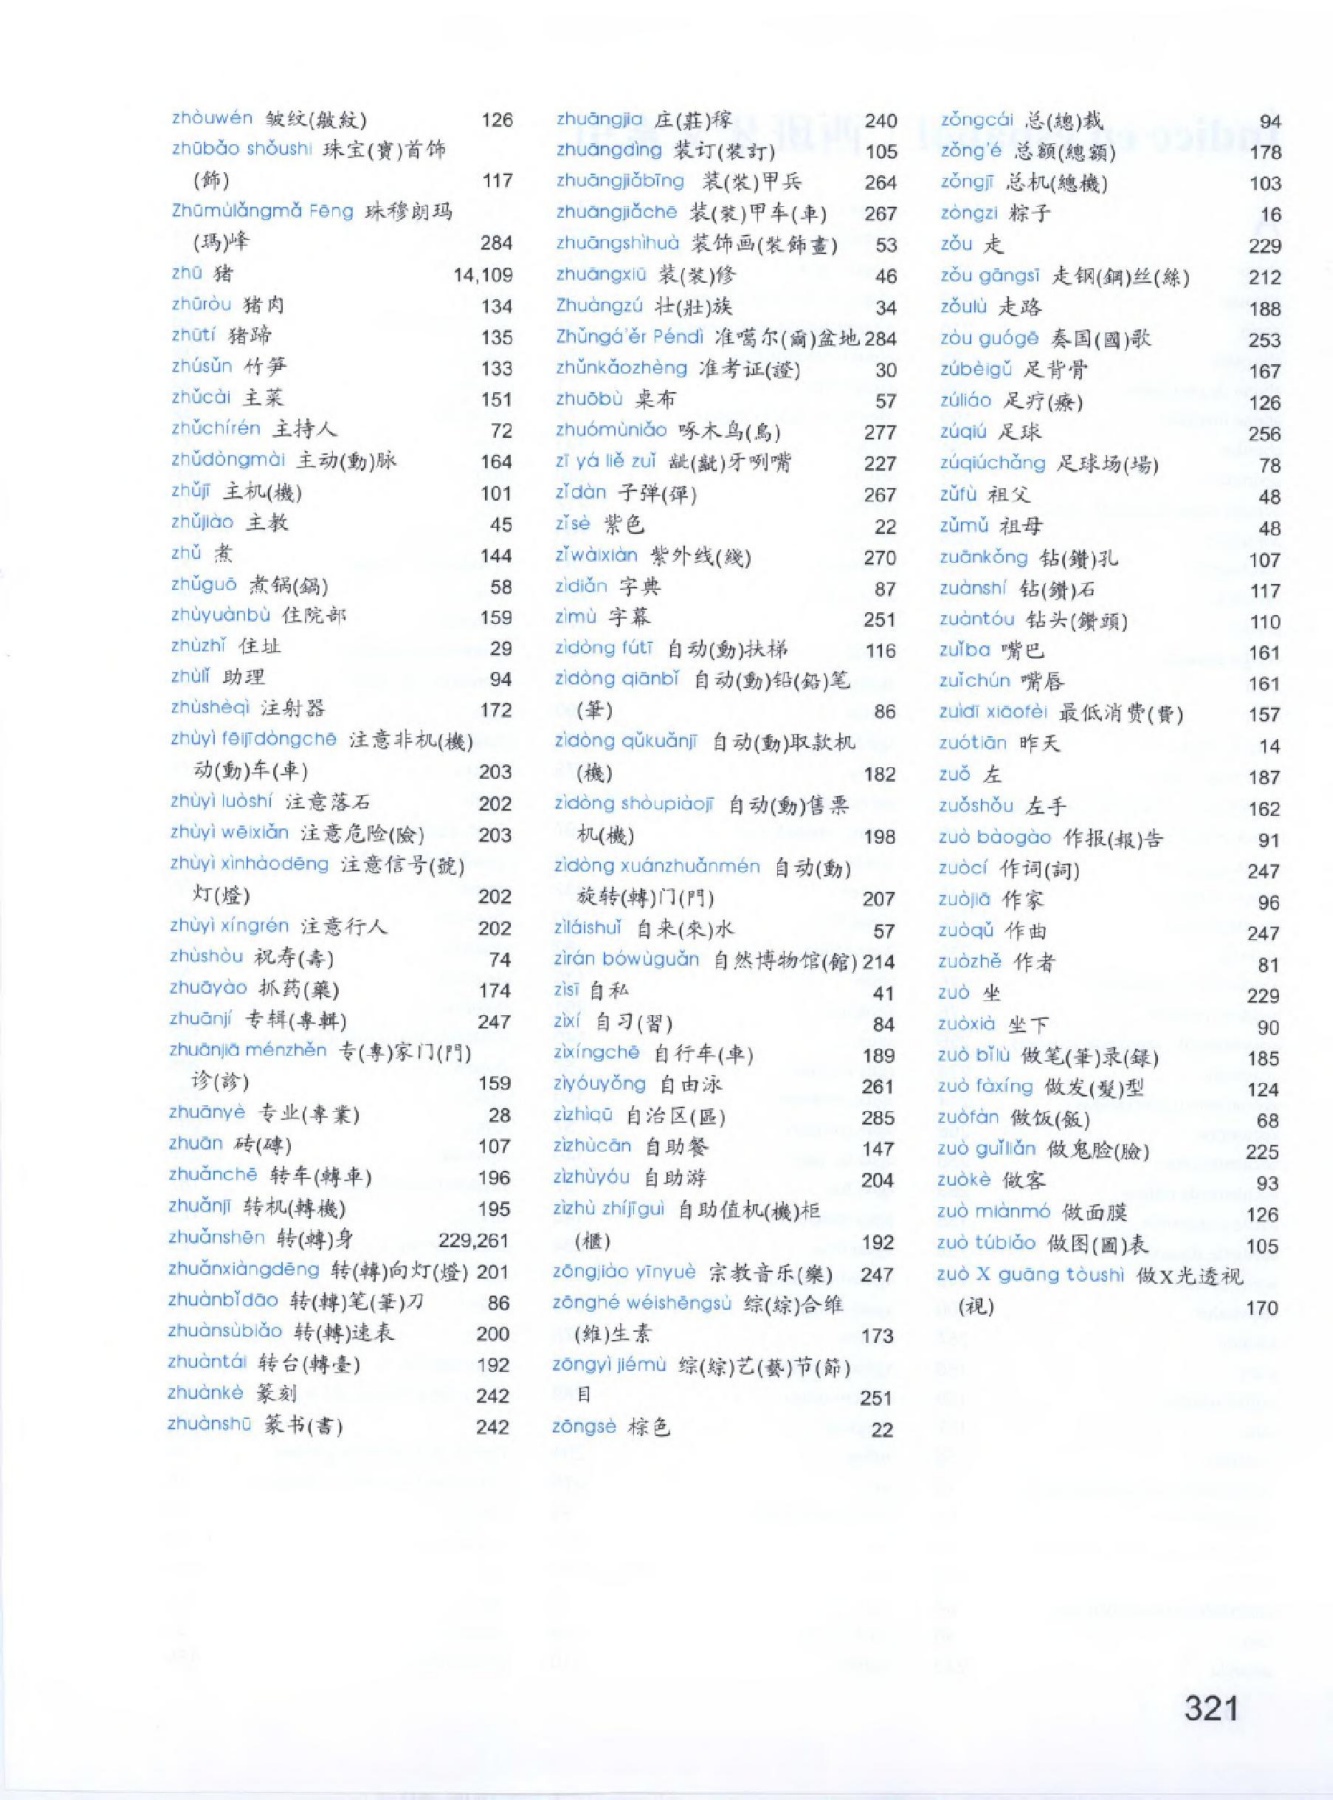 zhòuwén 皱纹(皺紋) 126
zhūbǎo shǒushi 珠宝(寶)首饰
(飾) 117
Zhūmùlǎngmǎ Fēng 珠穆朗玛
(瑪)峰 284
zhū 猪 14,109
zhūròu 猪肉 134
zhūtí 猪蹄 135
zhúsǔn 竹笋 133
zhǔcài 主菜 151
zhǔchírén 主持人 72
zhǔdòngmài 主动(動)脉 164
zhǔjī 主机(機) 101
zhǔjiào 主教 45
zhǔ 煮 144
zhǔguō 煮锅(鍋) 58
zhùyuànbù 住院部 159
zhùzhǐ 住址 29
zhùlǐ 助理 94
zhùshèqì 注射器 172
zhùyì fēijīdòngchē 注意非机(機)
动(動)车(車) 203
zhùyì luòshí 注意落石 202
zhùyì wēixiǎn 注意危险(險) 203
zhùyì xìnhàodēng 注意信号(號)
灯(燈) 202
zhùyì xíngrén 注意行人 202
zhùshòu 祝寿(壽) 74
zhuāyào 抓药(藥) 174
zhuānjí 专辑(專輯) 247
zhuānjiā ménzhěn 专(專)家门(門)
诊(診) 159
zhuānyè 专业(專業) 28
zhuān 砖(磚) 107
zhuǎnchē 转车(轉車) 196
zhuǎnjī 转机(轉機) 195
zhuǎnshēn 转(轉)身 229,261
zhuǎnxiàngdēng 转(轉)向灯(燈) 201
zhuànbǐdāo 转(轉)笔(筆)刀 86
zhuànsùbiǎo 转(轉)速表 200
zhuàntái 转台(轉臺) 192
zhuànkè 篆刻 242
zhuànshū 篆书(書) 242
zhuāngjia 庄(莊)稼 240
zhuāngdìng 装订(裝訂) 105
zhuāngjiǎbīng 装(裝)甲兵 264
zhuāngjiǎchē 装(裝)甲车(車) 267
zhuāngshìhuà 装饰画(裝飾畫) 53
zhuāngxiū 装(裝)修 46
Zhuàngzú 壮(壯)族 34
Zhǔngá'ěr Péndì 准噶尔(爾)盆地 284
zhǔnkǎozhèng 准考证(證) 30
zhuōbù 桌布 57
zhuómùniǎo 啄木鸟(鳥) 277
zī yá liě zuǐ 龇(齜)牙咧嘴 227
zǐdàn 子弹(彈) 267
zǐsè 紫色 22
zǐwàixiàn 紫外线(綫) 270
zìdiǎn 字典 87
zìmù 字幕 251
zìdòng fútī 自动(動)扶梯 116
zìdòng qiānbǐ 自动(動)铅(鉛)笔
(筆) 86
zìdòng qǔkuǎnjī 自动(動)取款机
(機) 182
zìdòng shòupiàojī 自动(動)售票
机(機) 198
zìdòng xuánzhuǎnmén 自动(動)
旋转(轉)门(門) 207
zìláishuǐ 自来(來)水 57
zìrán bówùguǎn 自然博物馆(館) 214
zìsī 自私 41
zìxí 自习(習) 84
zìxíngchē 自行车(車) 189
zìyóuyǒng 自由泳 261
zìzhìqū 自治区(區) 285
zìzhùcān 自助餐 147
zìzhùyóu 自助游 204
zìzhù zhíjīguì 自助值机(機)柜
(櫃) 192
zōngjiào yīnyuè 宗教音乐(樂) 247
zōnghé wéishēngsù 综(綜)合维
(維)生素 173
zōngyì jiémù 综(綜)艺(藝)节(節)
目 251
zōngsè 棕色 22
zǒngcái 总(總)裁 94
zǒng'é 总额(總額) 178
zǒngjī 总机(總機) 103
zòngzi 粽子 16
zǒu 走 229
zǒu gāngsī 走钢(鋼)丝(絲) 212
zǒulù 走路 188
zòu guógē 奏国(國)歌 253
zúbèigǔ 足背骨 167
zúliáo 足疗(療) 126
zúqiú 足球 256
zúqiúchǎng 足球场(場) 78
zǔfù 祖父 48
zǔmǔ 祖母 48
zuānkǒng 钻(鑽)孔 107
zuànshí 钻(鑽)石 117
zuàntóu 钻头(鑽頭) 110
zuǐba 嘴巴 161
zuǐchún 嘴唇 161
zuìdī xiāofèi 最低消费(費) 157
zuótiān 昨天 14
zuǒ 左 187
zuǒshǒu 左手 162
zuò bàogào 作报(報)告 91
zuòcí 作词(詞) 247
zuòjiā 作家 96
zuòqǔ 作曲 247
zuòzhě 作者 81
zuò 坐 229
zuòxià 坐下 90
zuò bǐlù 做笔(筆)录(録) 185
zuò fàxíng 做发(髮)型 124
zuòfàn 做饭(飯) 68
zuò guǐliǎn 做鬼脸(臉) 225
zuòkè 做客 93
zuò miànmó 做面膜 126
zuò túbiǎo 做图(圖)表 105
zuò X guāng tòushì 做X光透视
(視) 170
321